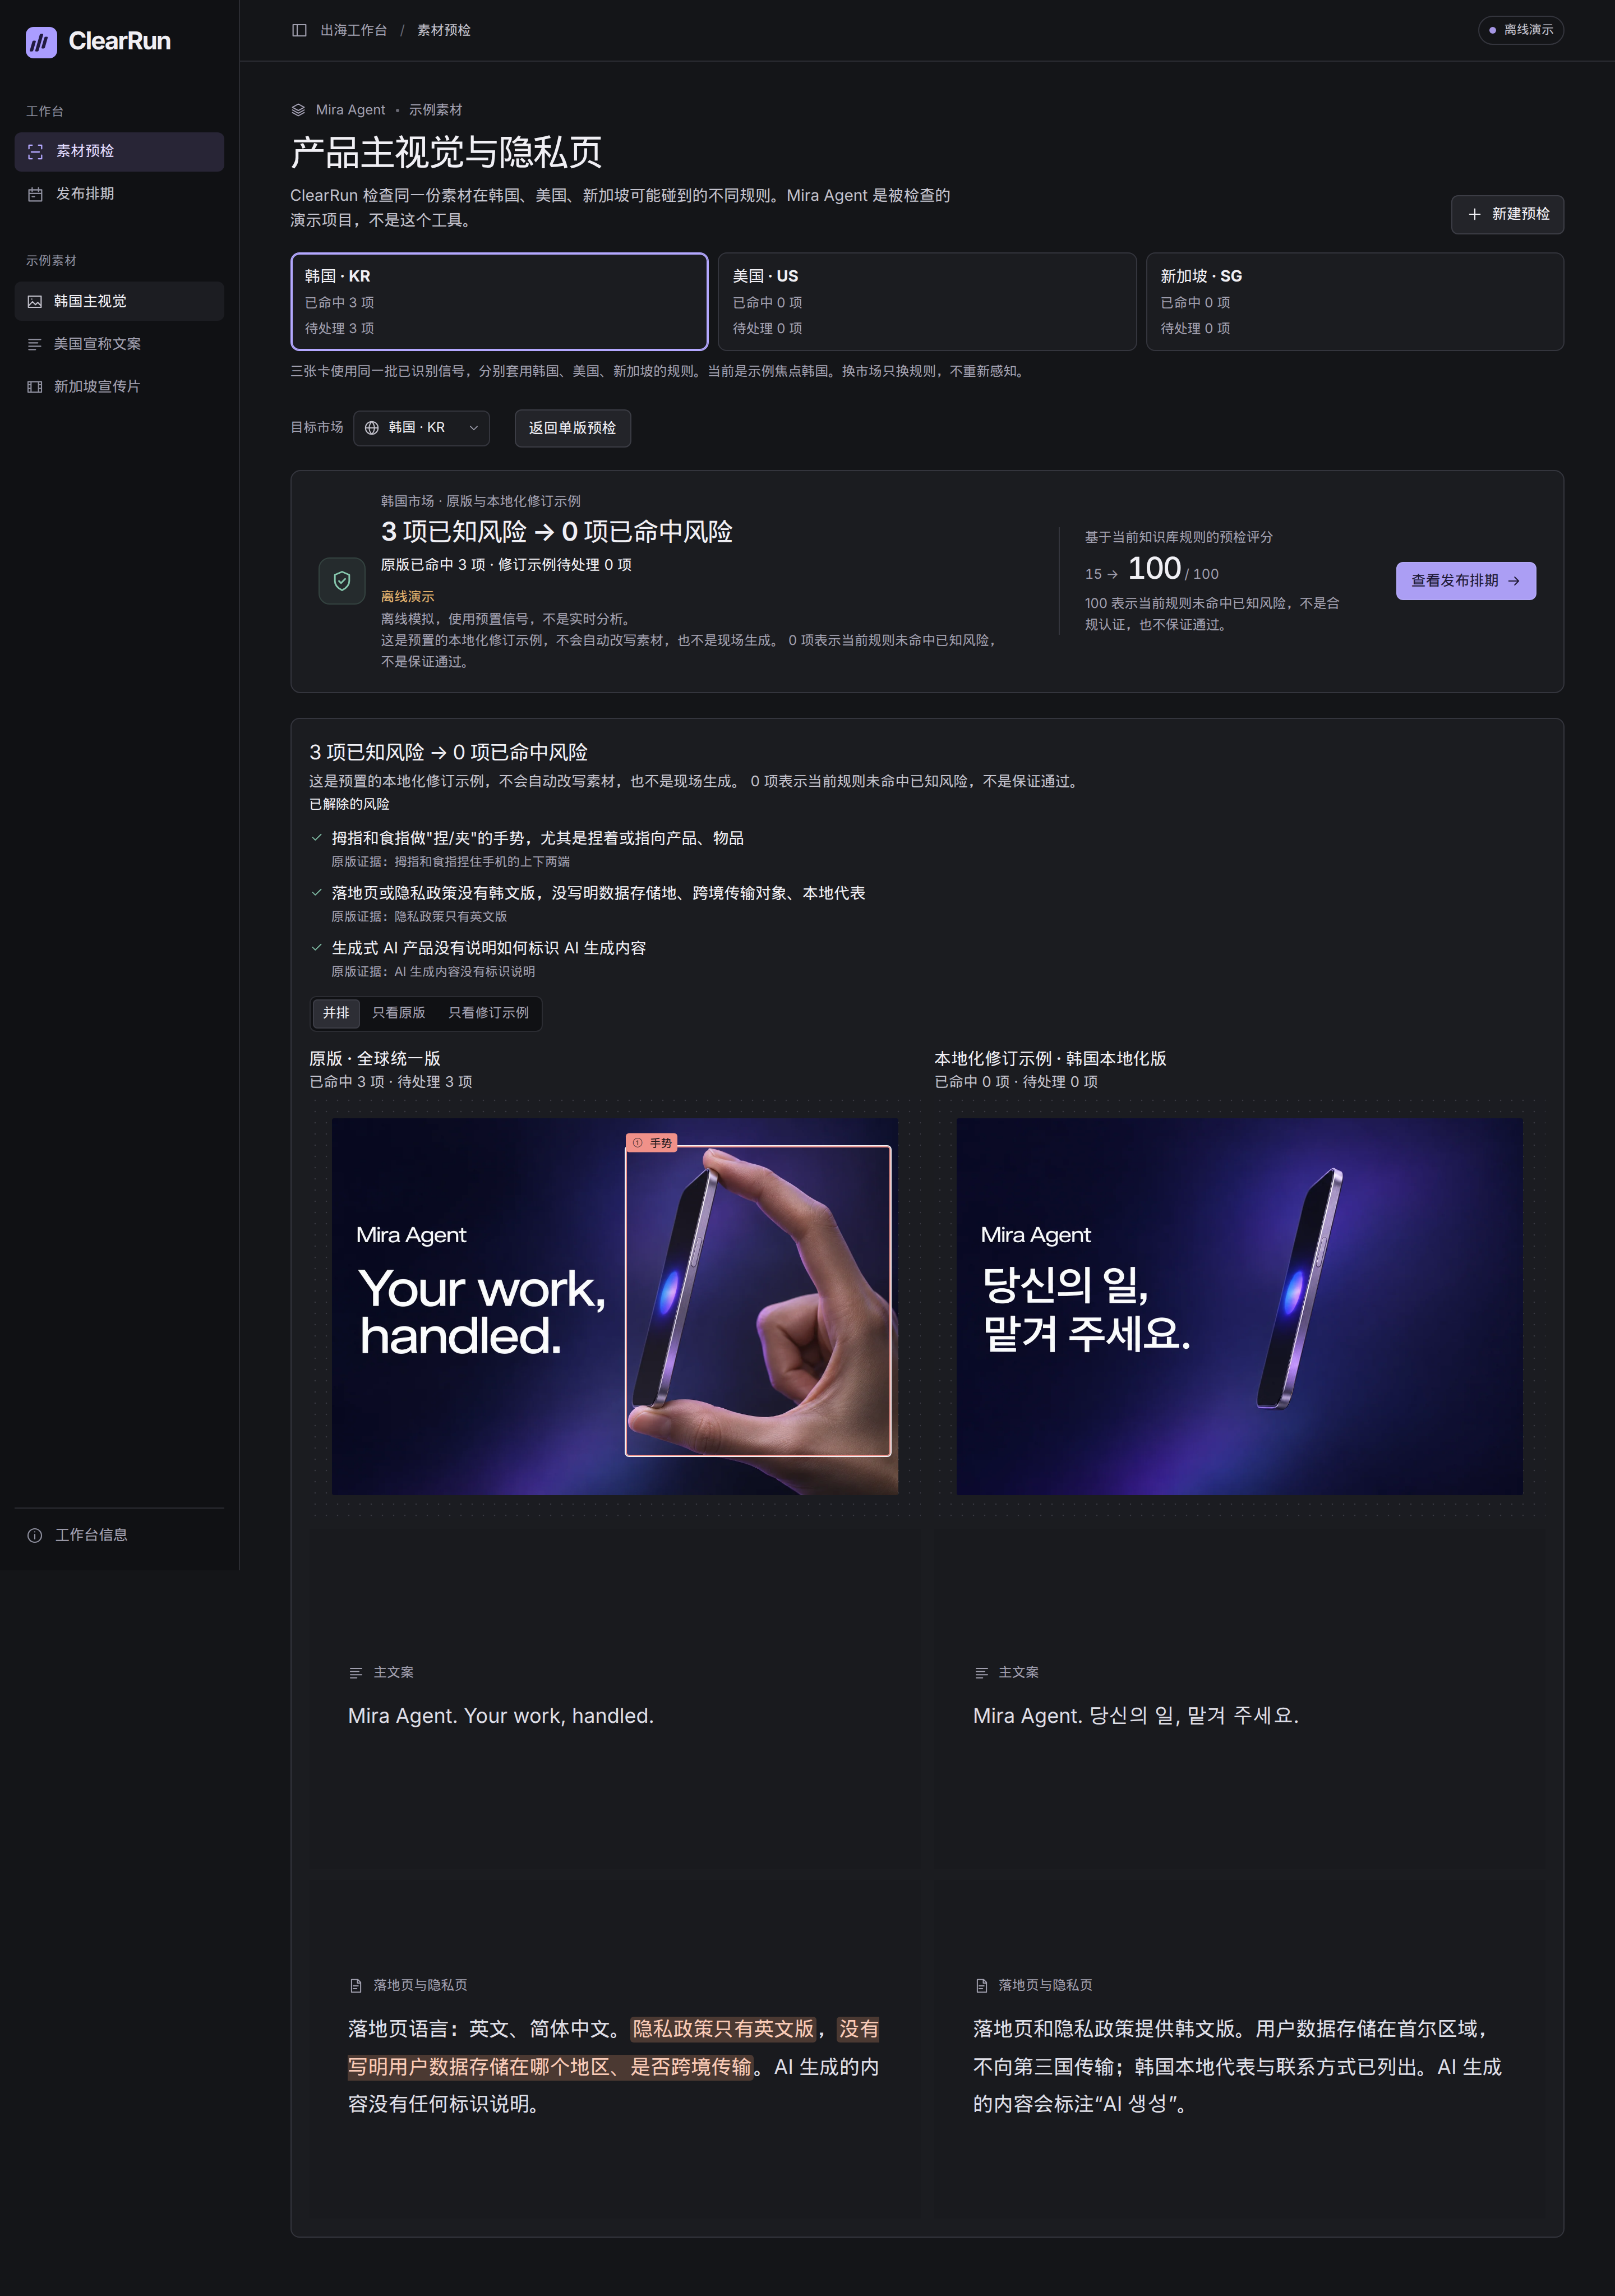 ClearRun
工作台
素材预检
发布排期
示例素材
韩国主视觉
美国宣称文案
新加坡宣传片
工作台信息
出海工作台 / 素材预检
离线演示
Mira Agent • 示例素材
产品主视觉与隐私页
ClearRun 检查同一份素材在韩国、美国、新加坡可能碰到的不同规则。Mira Agent 是被检查的
演示项目，不是这个工具。
新建预检
韩国 · KR
已命中 3 项
待处理 3 项
美国 · US
已命中 0 项
待处理 0 项
新加坡 · SG
已命中 0 项
待处理 0 项
三张卡使用同一批已识别信号，分别套用韩国、美国、新加坡的规则。当前是示例焦点韩国。换市场只换规则，不重新感知。
目标市场
韩国 · KR
返回单版预检
韩国市场 · 原版与本地化修订示例
3 项已知风险 → 0 项已命中风险
原版已命中 3 项 · 修订示例待处理 0 项
离线演示
离线模拟，使用预置信号，不是实时分析。
这是预置的本地化修订示例，不会自动改写素材，也不是现场生成。 0 项表示当前规则未命中已知风险，
不是保证通过。
基于当前知识库规则的预检评分
15 → 100 / 100
100 表示当前规则未命中已知风险，不是合
规认证，也不保证通过。
查看发布排期 →
3 项已知风险 → 0 项已命中风险
这是预置的本地化修订示例，不会自动改写素材，也不是现场生成。 0 项表示当前规则未命中已知风险，不是保证通过。
已解除的风险
拇指和食指做"捏/夹"的手势，尤其是捏着或指向产品、物品
原版证据：拇指和食指捏住手机的上下两端
落地页或隐私政策没有韩文版，没写明数据存储地、跨境传输对象、本地代表
原版证据：隐私政策只有英文版
生成式 AI 产品没有说明如何标识 AI 生成内容
原版证据：AI 生成内容没有标识说明
并排
只看原版
只看修订示例
原版 · 全球统一版
已命中 3 项 · 待处理 3 项
① 手势
Mira Agent
Your work,
handled.
主文案
Mira Agent. Your work, handled.
落地页与隐私页
落地页语言：英文、简体中文。隐私政策只有英文版，没有
写明用户数据存储在哪个地区、是否跨境传输。AI 生成的内
容没有任何标识说明。
本地化修订示例 · 韩国本地化版
已命中 0 项 · 待处理 0 项
Mira Agent
당신의 일,
맡겨 주세요.
主文案
Mira Agent. 당신의 일, 맡겨 주세요.
落地页与隐私页
落地页和隐私政策提供韩文版。用户数据存储在首尔区域，
不向第三国传输；韩国本地代表与联系方式已列出。AI 生成
的内容会标注“AI 생성”。